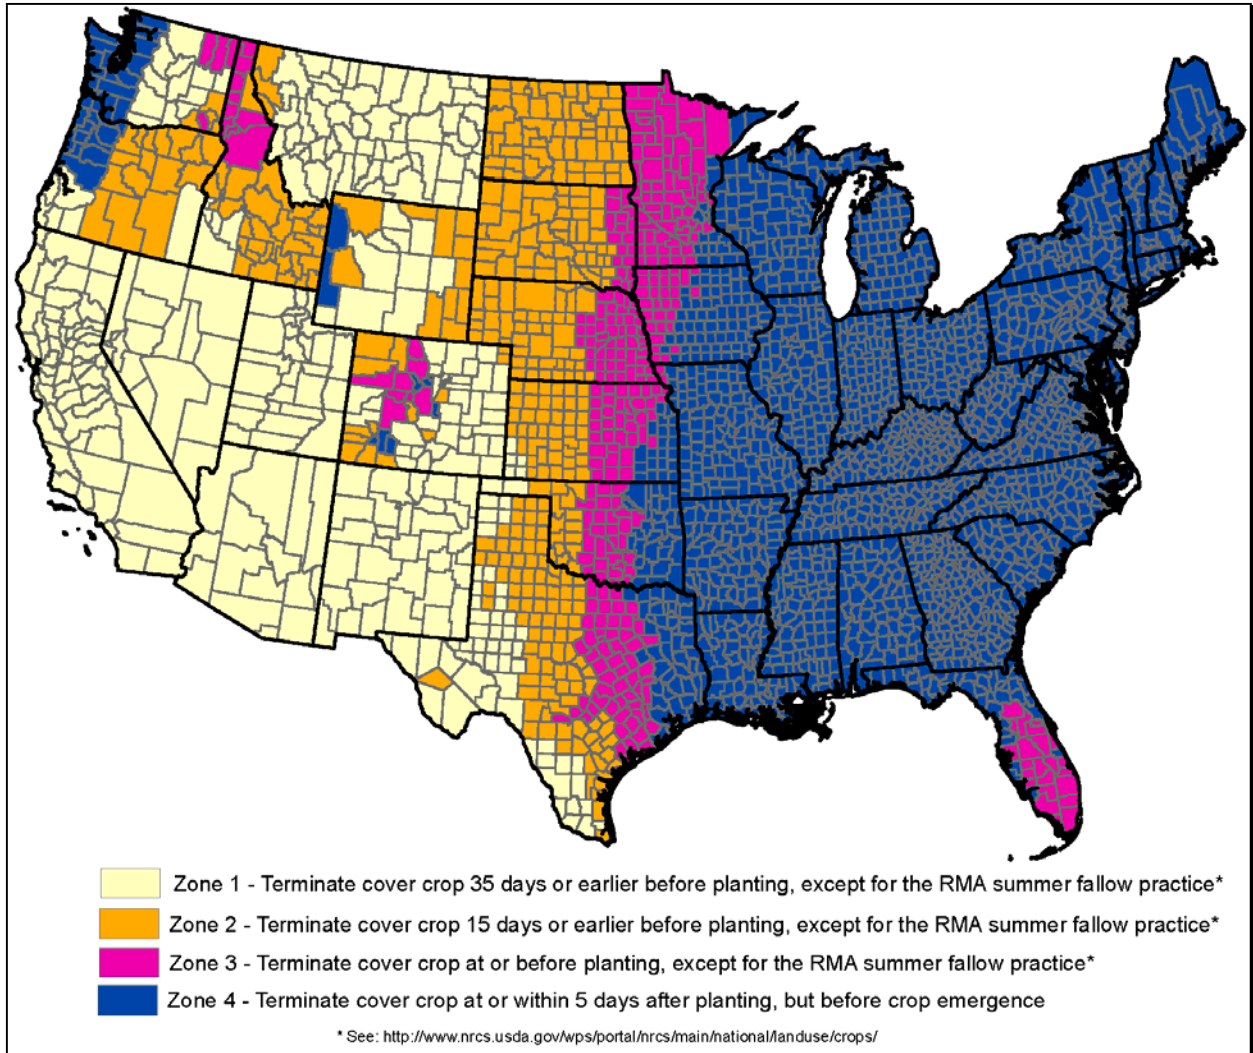 Zone 1 - Terminate cover crop 35 days or earlier before planting, except for the RMA summer fallow practice*
Zone 2 - Terminate cover crop 15 days or earlier before planting, except for the RMA summer fallow practice*
Zone 3 - Terminate cover crop at or before planting, except for the RMA summer fallow practice*
Zone 4 - Terminate cover crop at or within 5 days after planting, but before crop emergence
* See: http://www.nrcs.usda.gov/wps/portal/nrcs/main/national/landuse/crops/